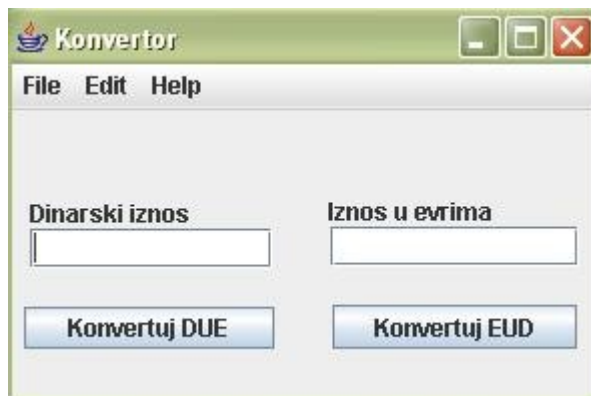 Konvertor
File Edit Help
Dinarski iznos
Iznos u evrima
Konvertuj DUE
Konvertuj EUD